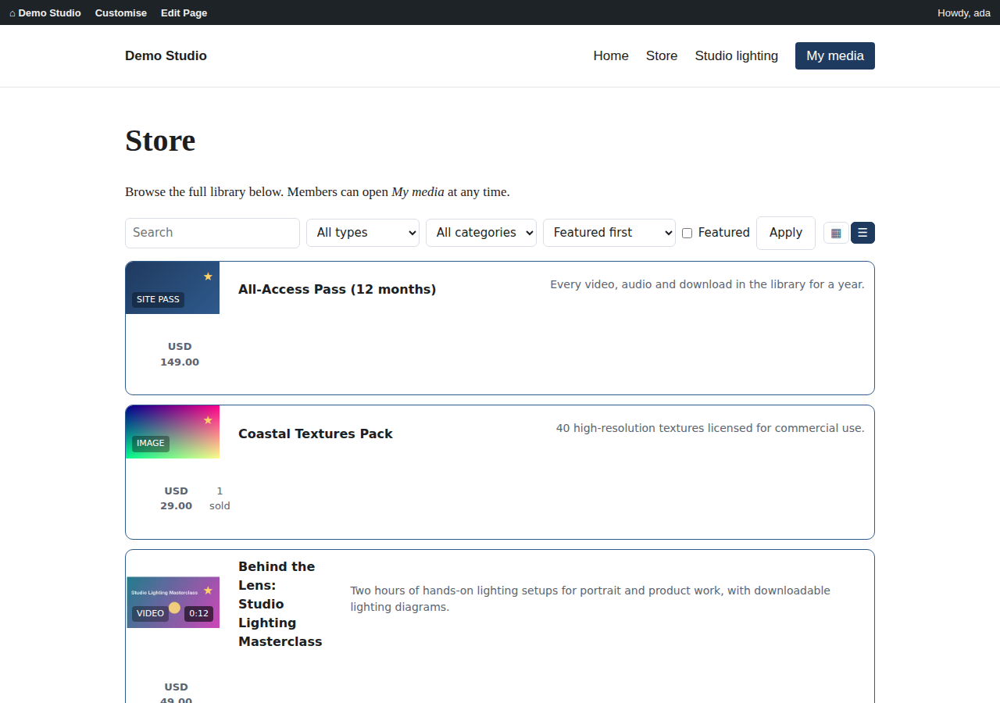 ⌂ Demo Studio Customise Edit Page Howdy, ada
Demo Studio Home Store Studio lighting My media
Store
Browse the full library below. Members can open My media at any time.
Search All types All categories Featured first Featured Apply
★
SITE PASS
All-Access Pass (12 months)
Every video, audio and download in the library for a year.
USD
149.00
★
IMAGE
Coastal Textures Pack
40 high-resolution textures licensed for commercial use.
USD
29.00
1
sold
★
Studio Lighting Masterclass
VIDEO 0:12
Behind the
Lens:
Studio
Lighting
Masterclass
Two hours of hands-on lighting setups for portrait and product work, with downloadable
lighting diagrams.
USD
49.00